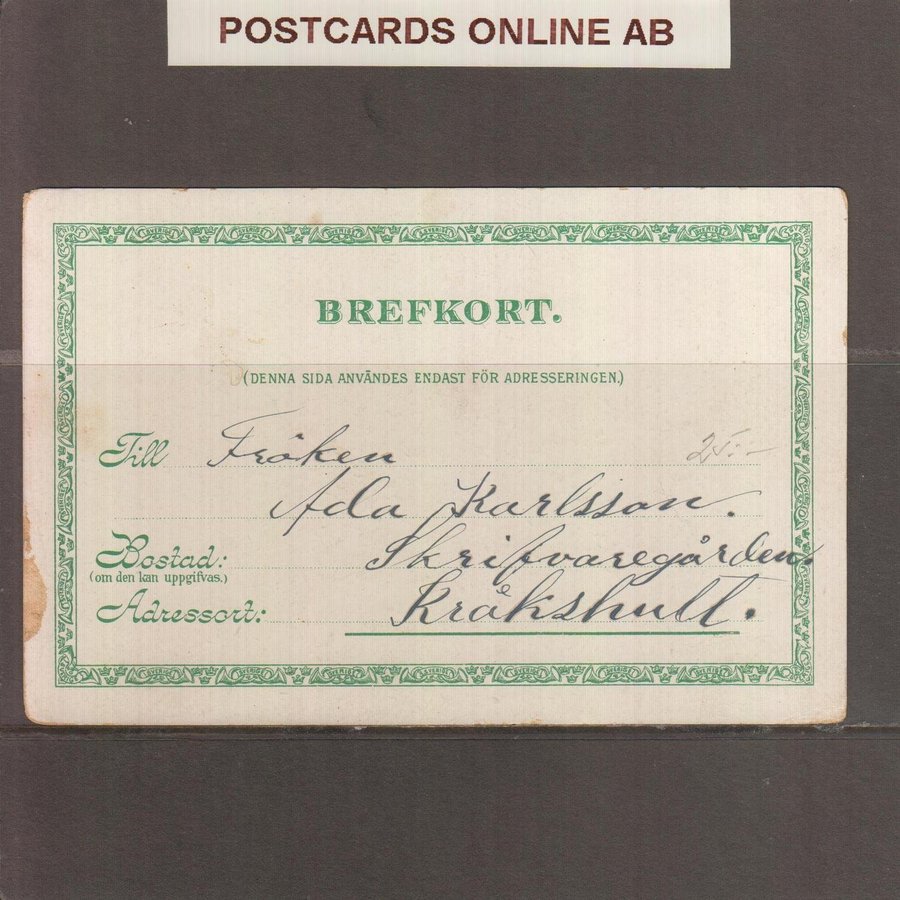 POSTCARDS ONLINE AB
BREFKORT.
(DENNA SIDA ANVÄNDES ENDAST FÖR ADRESSERINGEN.)
Till Fröken 25:-
Ada Karlsson.
Bostad: Skrifvaregården.
(om den kan uppgifvas.)
Adressort: Kråkshult.